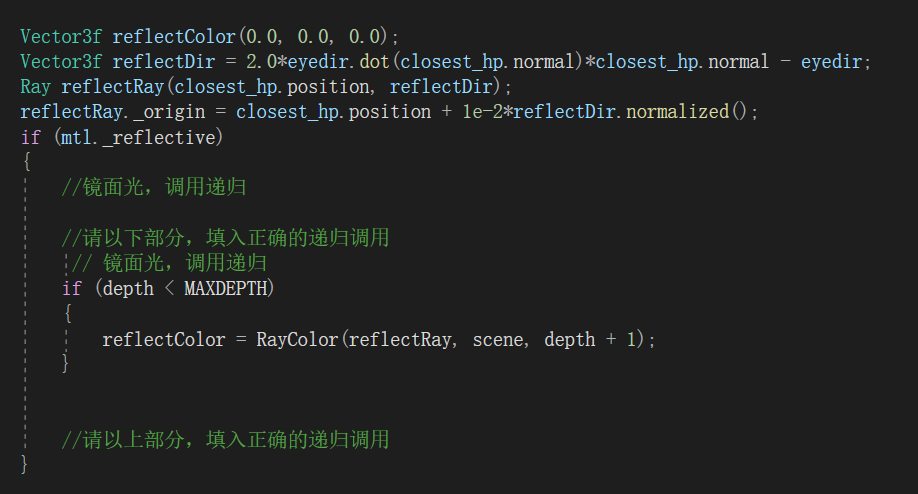 Vector3f reflectColor(0.0, 0.0, 0.0);
Vector3f reflectDir = 2.0*eyedir.dot(closest_hp.normal)*closest_hp.normal - eyedir;
Ray reflectRay(closest_hp.position, reflectDir);
reflectRay._origin = closest_hp.position + 1e-2*reflectDir.normalized();
if (mtl._reflective)
{
//镜面光，调用递归
//请以下部分，填入正确的递归调用
// 镜面光，调用递归
if (depth < MAXDEPTH)
{
reflectColor = RayColor(reflectRay, scene, depth + 1);
}
//请以上部分，填入正确的递归调用
}